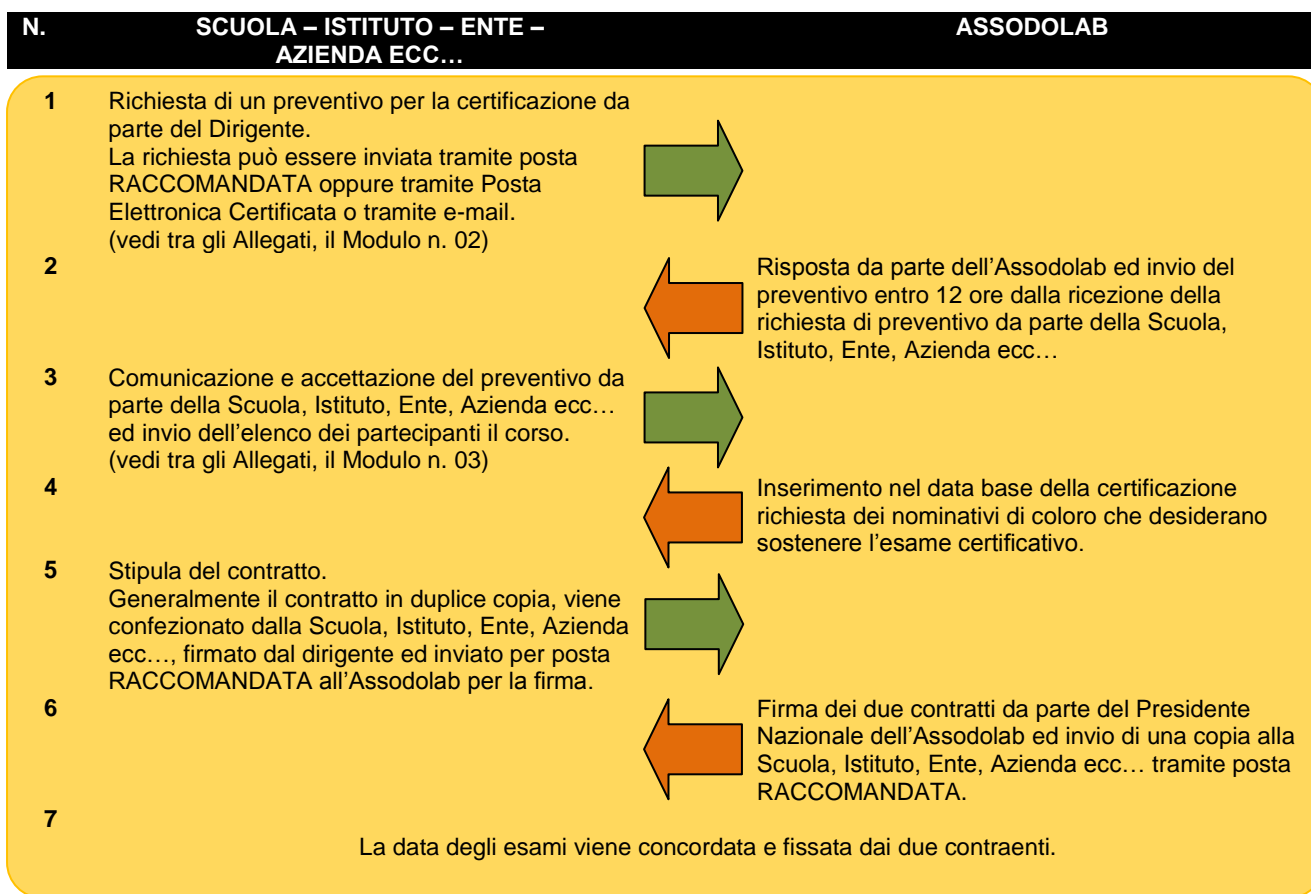 N. SCUOLA – ISTITUTO – ENTE – ASSODOLAB
AZIENDA ECC…
1 Richiesta di un preventivo per la certificazione da
parte del Dirigente.
La richiesta può essere inviata tramite posta
RACCOMANDATA oppure tramite Posta
Elettronica Certificata o tramite e-mail.
(vedi tra gli Allegati, il Modulo n. 02)
2 Risposta da parte dell’Assodolab ed invio del
preventivo entro 12 ore dalla ricezione della
richiesta di preventivo da parte della Scuola,
Istituto, Ente, Azienda ecc…
3 Comunicazione e accettazione del preventivo da
parte della Scuola, Istituto, Ente, Azienda ecc…
ed invio dell’elenco dei partecipanti il corso.
(vedi tra gli Allegati, il Modulo n. 03)
4 Inserimento nel data base della certificazione
richiesta dei nominativi di coloro che desiderano
sostenere l’esame certificativo.
5 Stipula del contratto.
Generalmente il contratto in duplice copia, viene
confezionato dalla Scuola, Istituto, Ente, Azienda
ecc…, firmato dal dirigente ed inviato per posta
RACCOMANDATA all’Assodolab per la firma.
6 Firma dei due contratti da parte del Presidente
Nazionale dell’Assodolab ed invio di una copia alla
Scuola, Istituto, Ente, Azienda ecc… tramite posta
RACCOMANDATA.
7
La data degli esami viene concordata e fissata dai due contraenti.